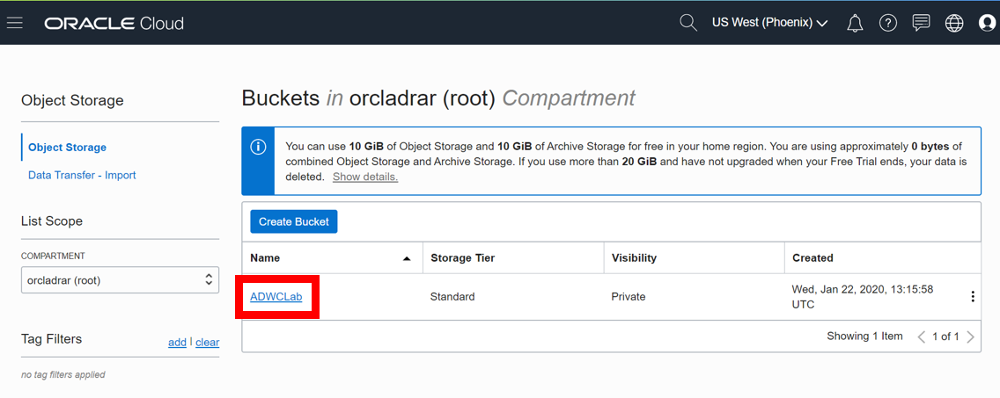 ORACLE Cloud
US West (Phoenix)
Object Storage
Object Storage
Data Transfer - Import
List Scope
COMPARTMENT
orcladrar (root)
Tag Filters add | clear
no tag filters applied
Buckets in orcladrar (root) Compartment
You can use 10 GiB of Object Storage and 10 GiB of Archive Storage for free in your home region. You are using approximately 0 bytes of
combined Object Storage and Archive Storage. If you use more than 20 GiB and have not upgraded when your Free Trial ends, your data is
deleted. Show details.
Create Bucket
Name Storage Tier Visibility Created
ADWCLab Standard Private Wed, Jan 22, 2020, 13:15:58
UTC
Showing 1 Item < 1 of 1 >